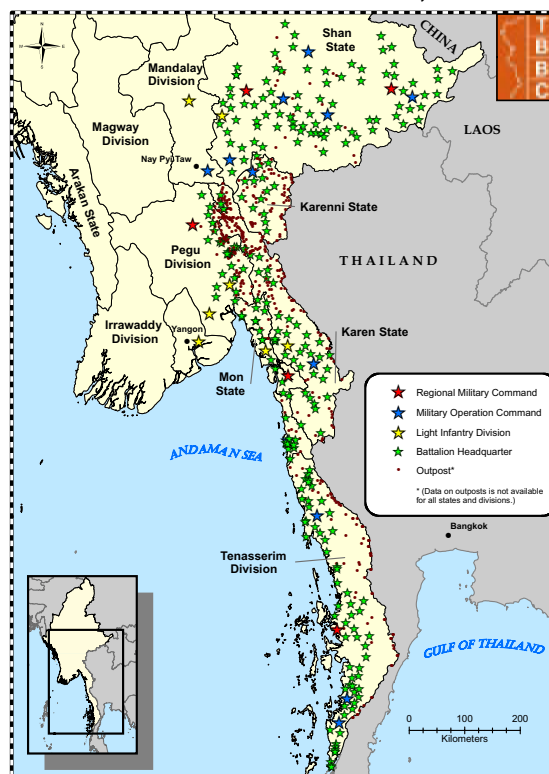 CHINA
T
B
B
C
Shan
State
Mandalay
Division
N
W
E
S
Magway
Division
LAOS
Nay PyiTaw
Arakan State
Karenni State
Pegu
Division
THAILAND
Irrawaddy
Division
Yangon
Karen State
Mon
State
Regional Military Command
Military Operation Command
Light Infantry Division
Battalion Headquarter
Outpost*
* (Data on outposts is not available
for all states and divisions.)
ANDAMAN SEA
Bangkok
Tenasserim
Division
GULF OF THAILAND
0 100 200
Kilometers